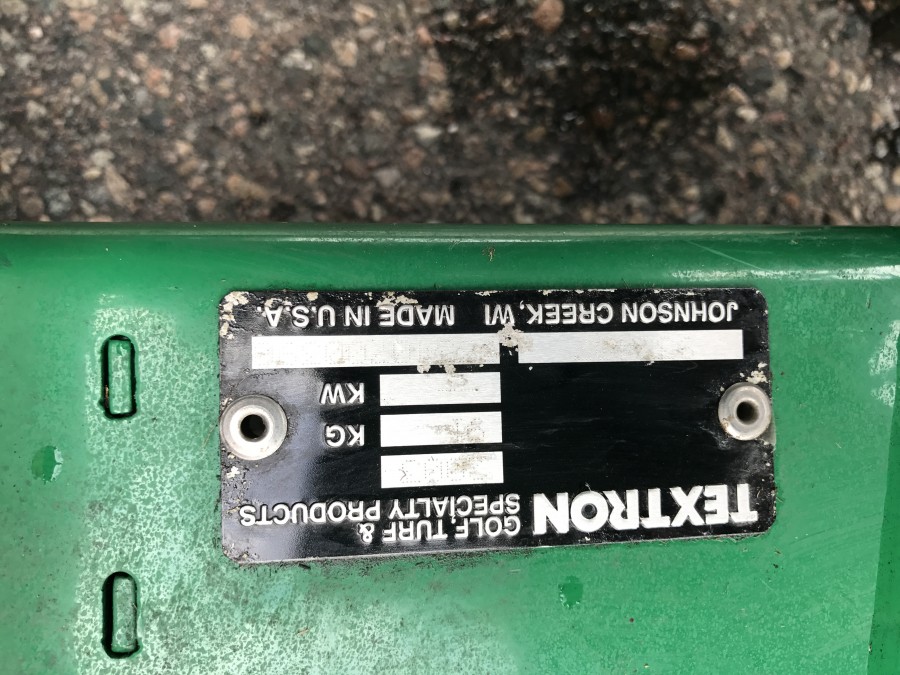 TEXTRON GOLF, TURF &
SPECIALTY PRODUCTS
KG
KW
JOHNSON CREEK, WI MADE IN U.S.A.